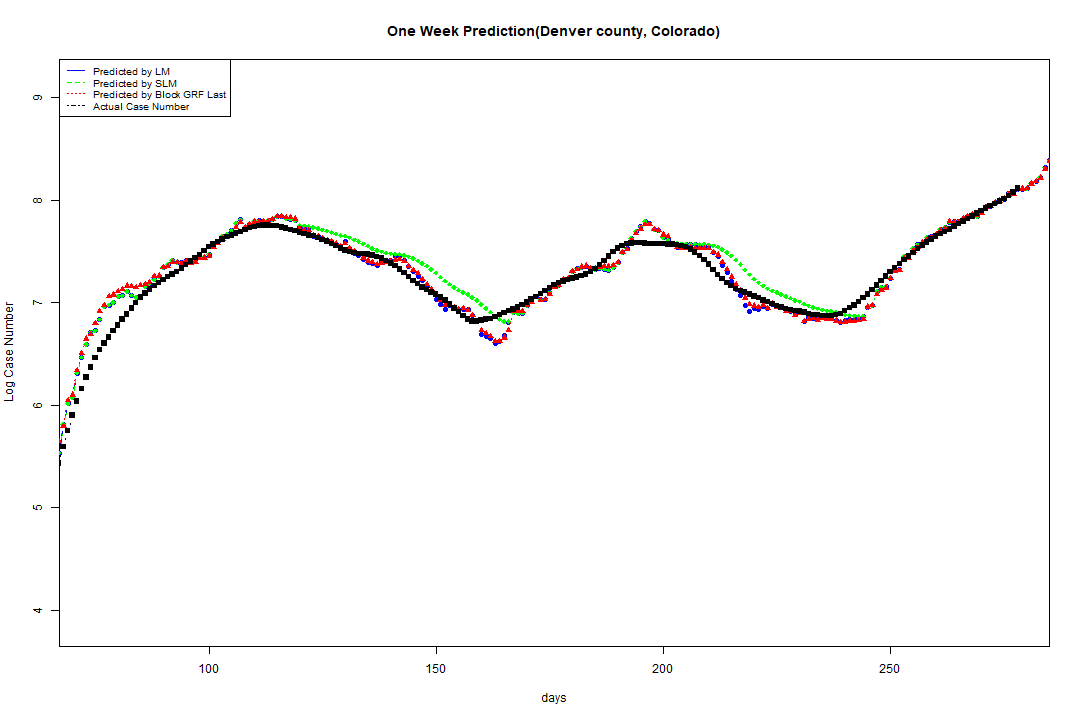 One Week Prediction(Denver county, Colorado)
Predicted by LM
Predicted by SLM
Predicted by Block GRF Last
Actual Case Number
9
8
7
6
5
4
Log Case Number
100 150 200 250
days